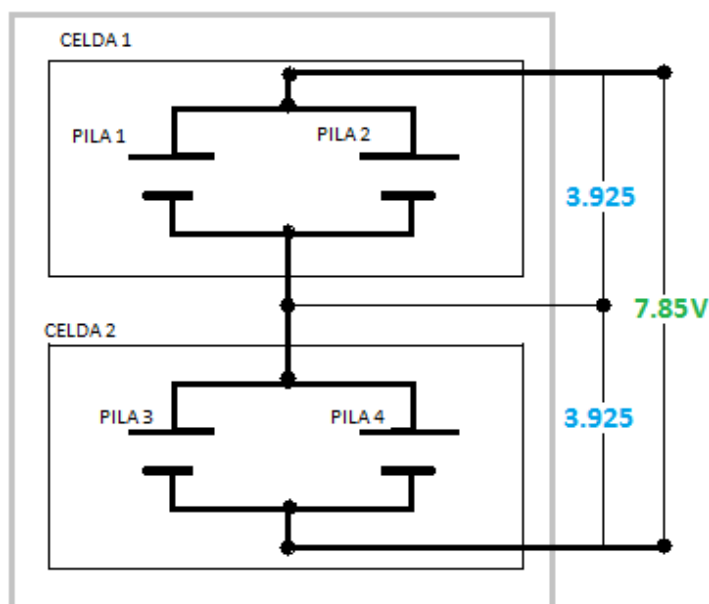 CELDA 1
PILA 1
PILA 2
3.925
7.85V
CELDA 2
PILA 3
PILA 4
3.925